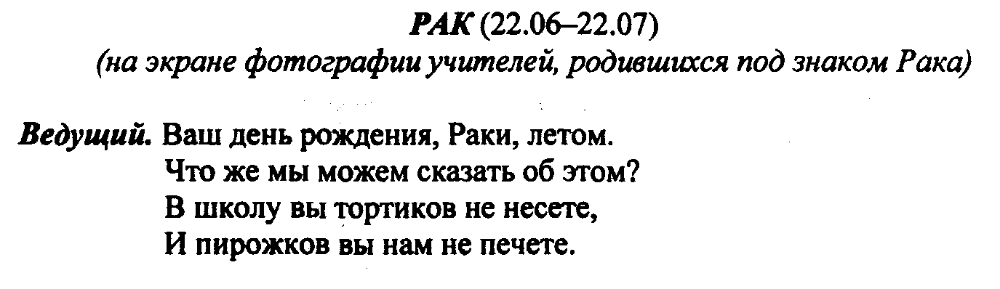 РАК (22.06–22.07)
(на экране фотографии учителей, родившихся под знаком Рака)
Ведущий. Ваш день рождения, Раки, летом.
Что же мы можем сказать об этом?
В школу вы тортиков не несете,
И пирожков вы нам не печете.